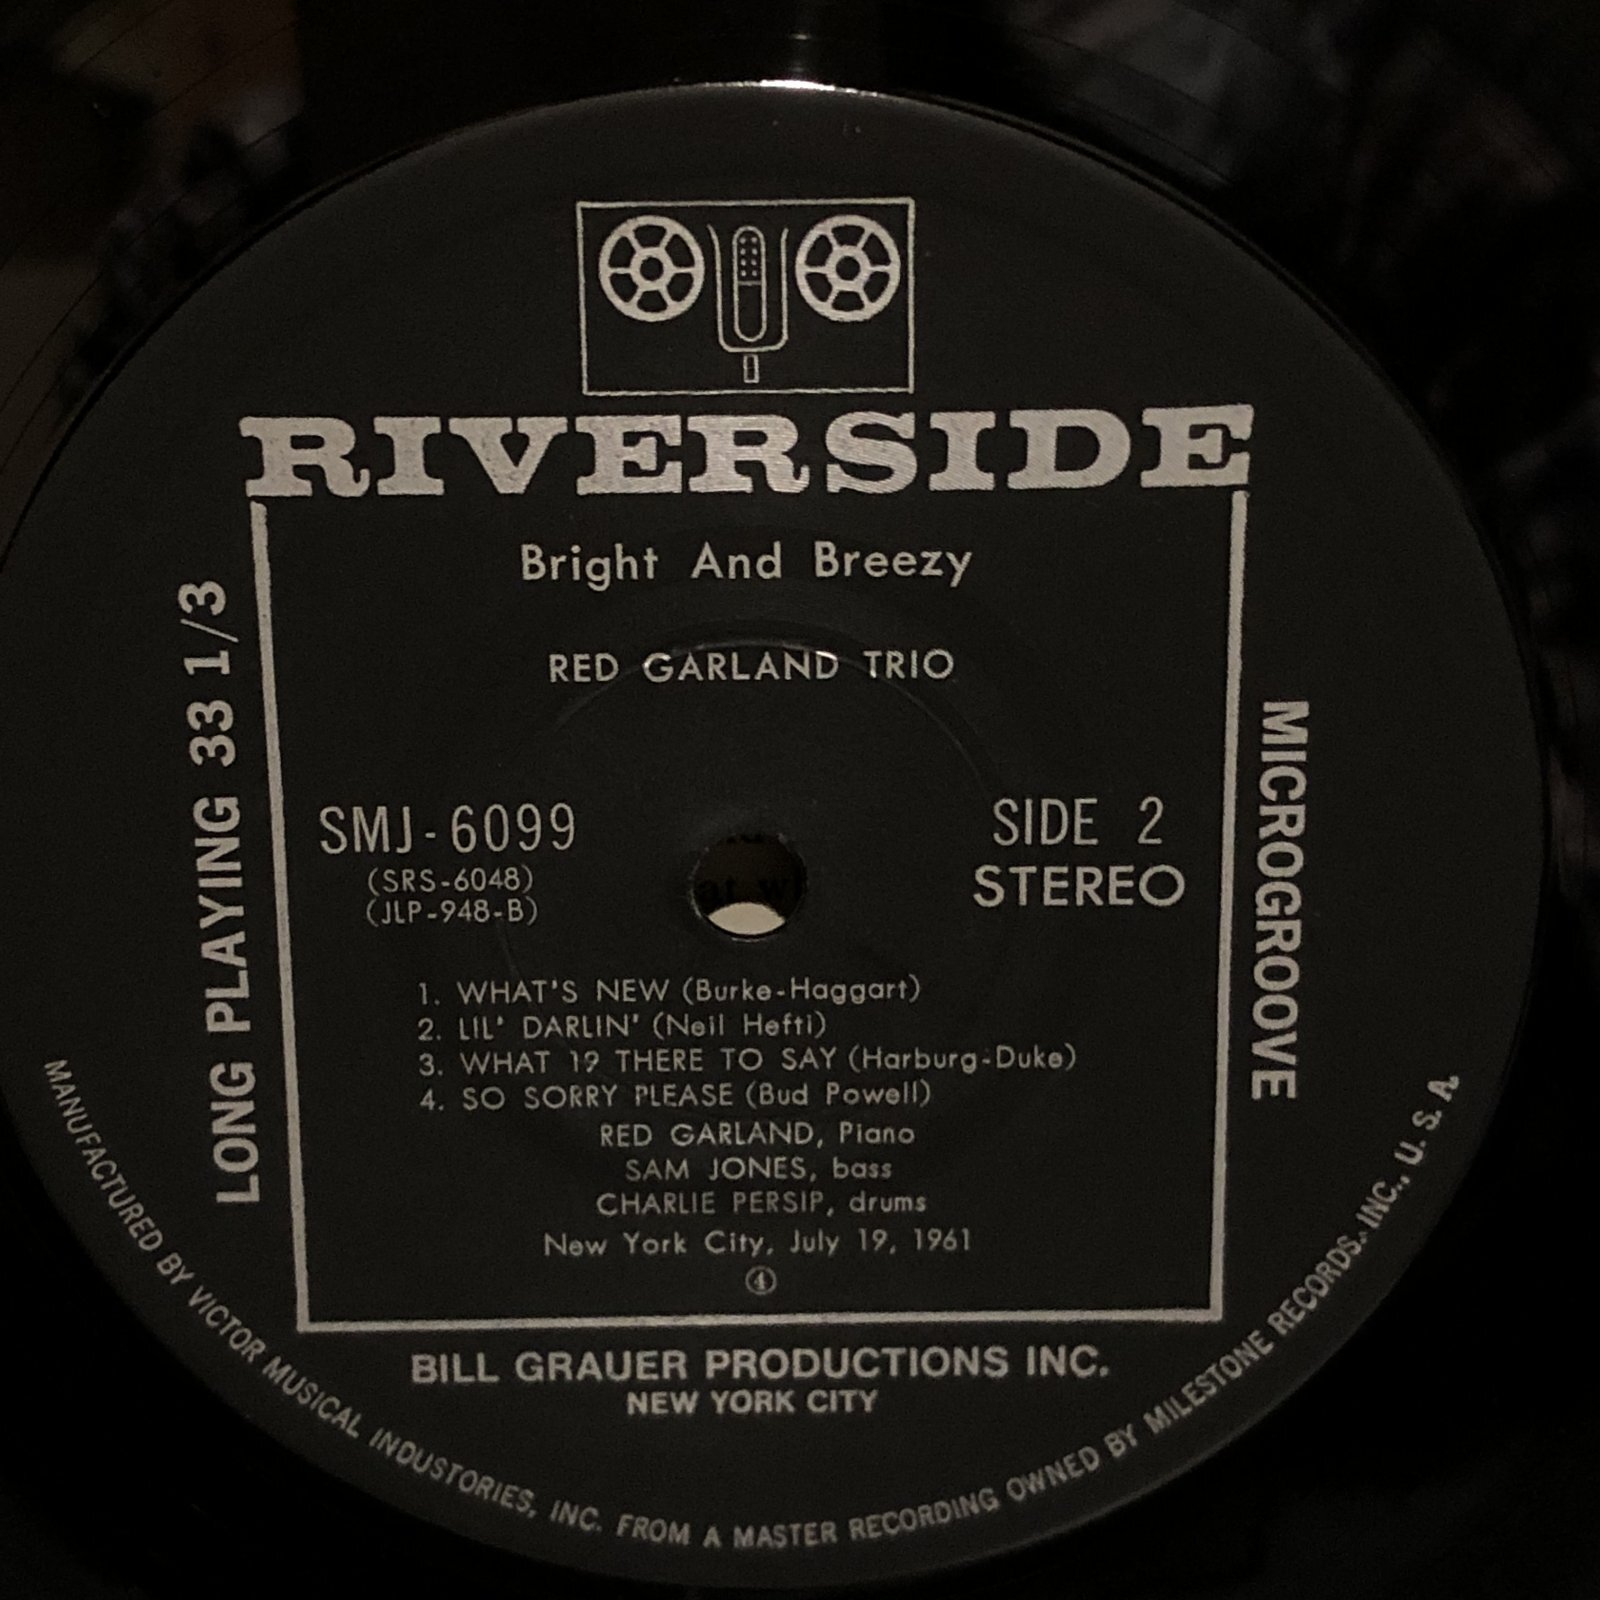 RIVERSIDE
Bright And Breezy
RED GARLAND TRIO
LONG PLAYING 33 1/3
MICROGROOVE
SMJ-6099
(SRS-6048)
(JLP-948-B)
SIDE 2
STEREO
1. WHAT'S NEW (Burke-Haggart)
2. LIL' DARLIN' (Neil Hefti)
3. WHAT 19 THERE TO SAY (Harburg-Duke)
4. SO SORRY PLEASE (Bud Powell)
RED GARLAND, Piano
SAM JONES, bass
CHARLIE PERSIP, drums
New York City, July 19, 1961
④
BILL GRAUER PRODUCTIONS INC.
NEW YORK CITY
MANUFACTURED BY VICTOR MUSICAL INDUSTORIES, INC. FROM A MASTER RECORDING OWNED BY MILESTONE RECORDS, INC., U. S. A.